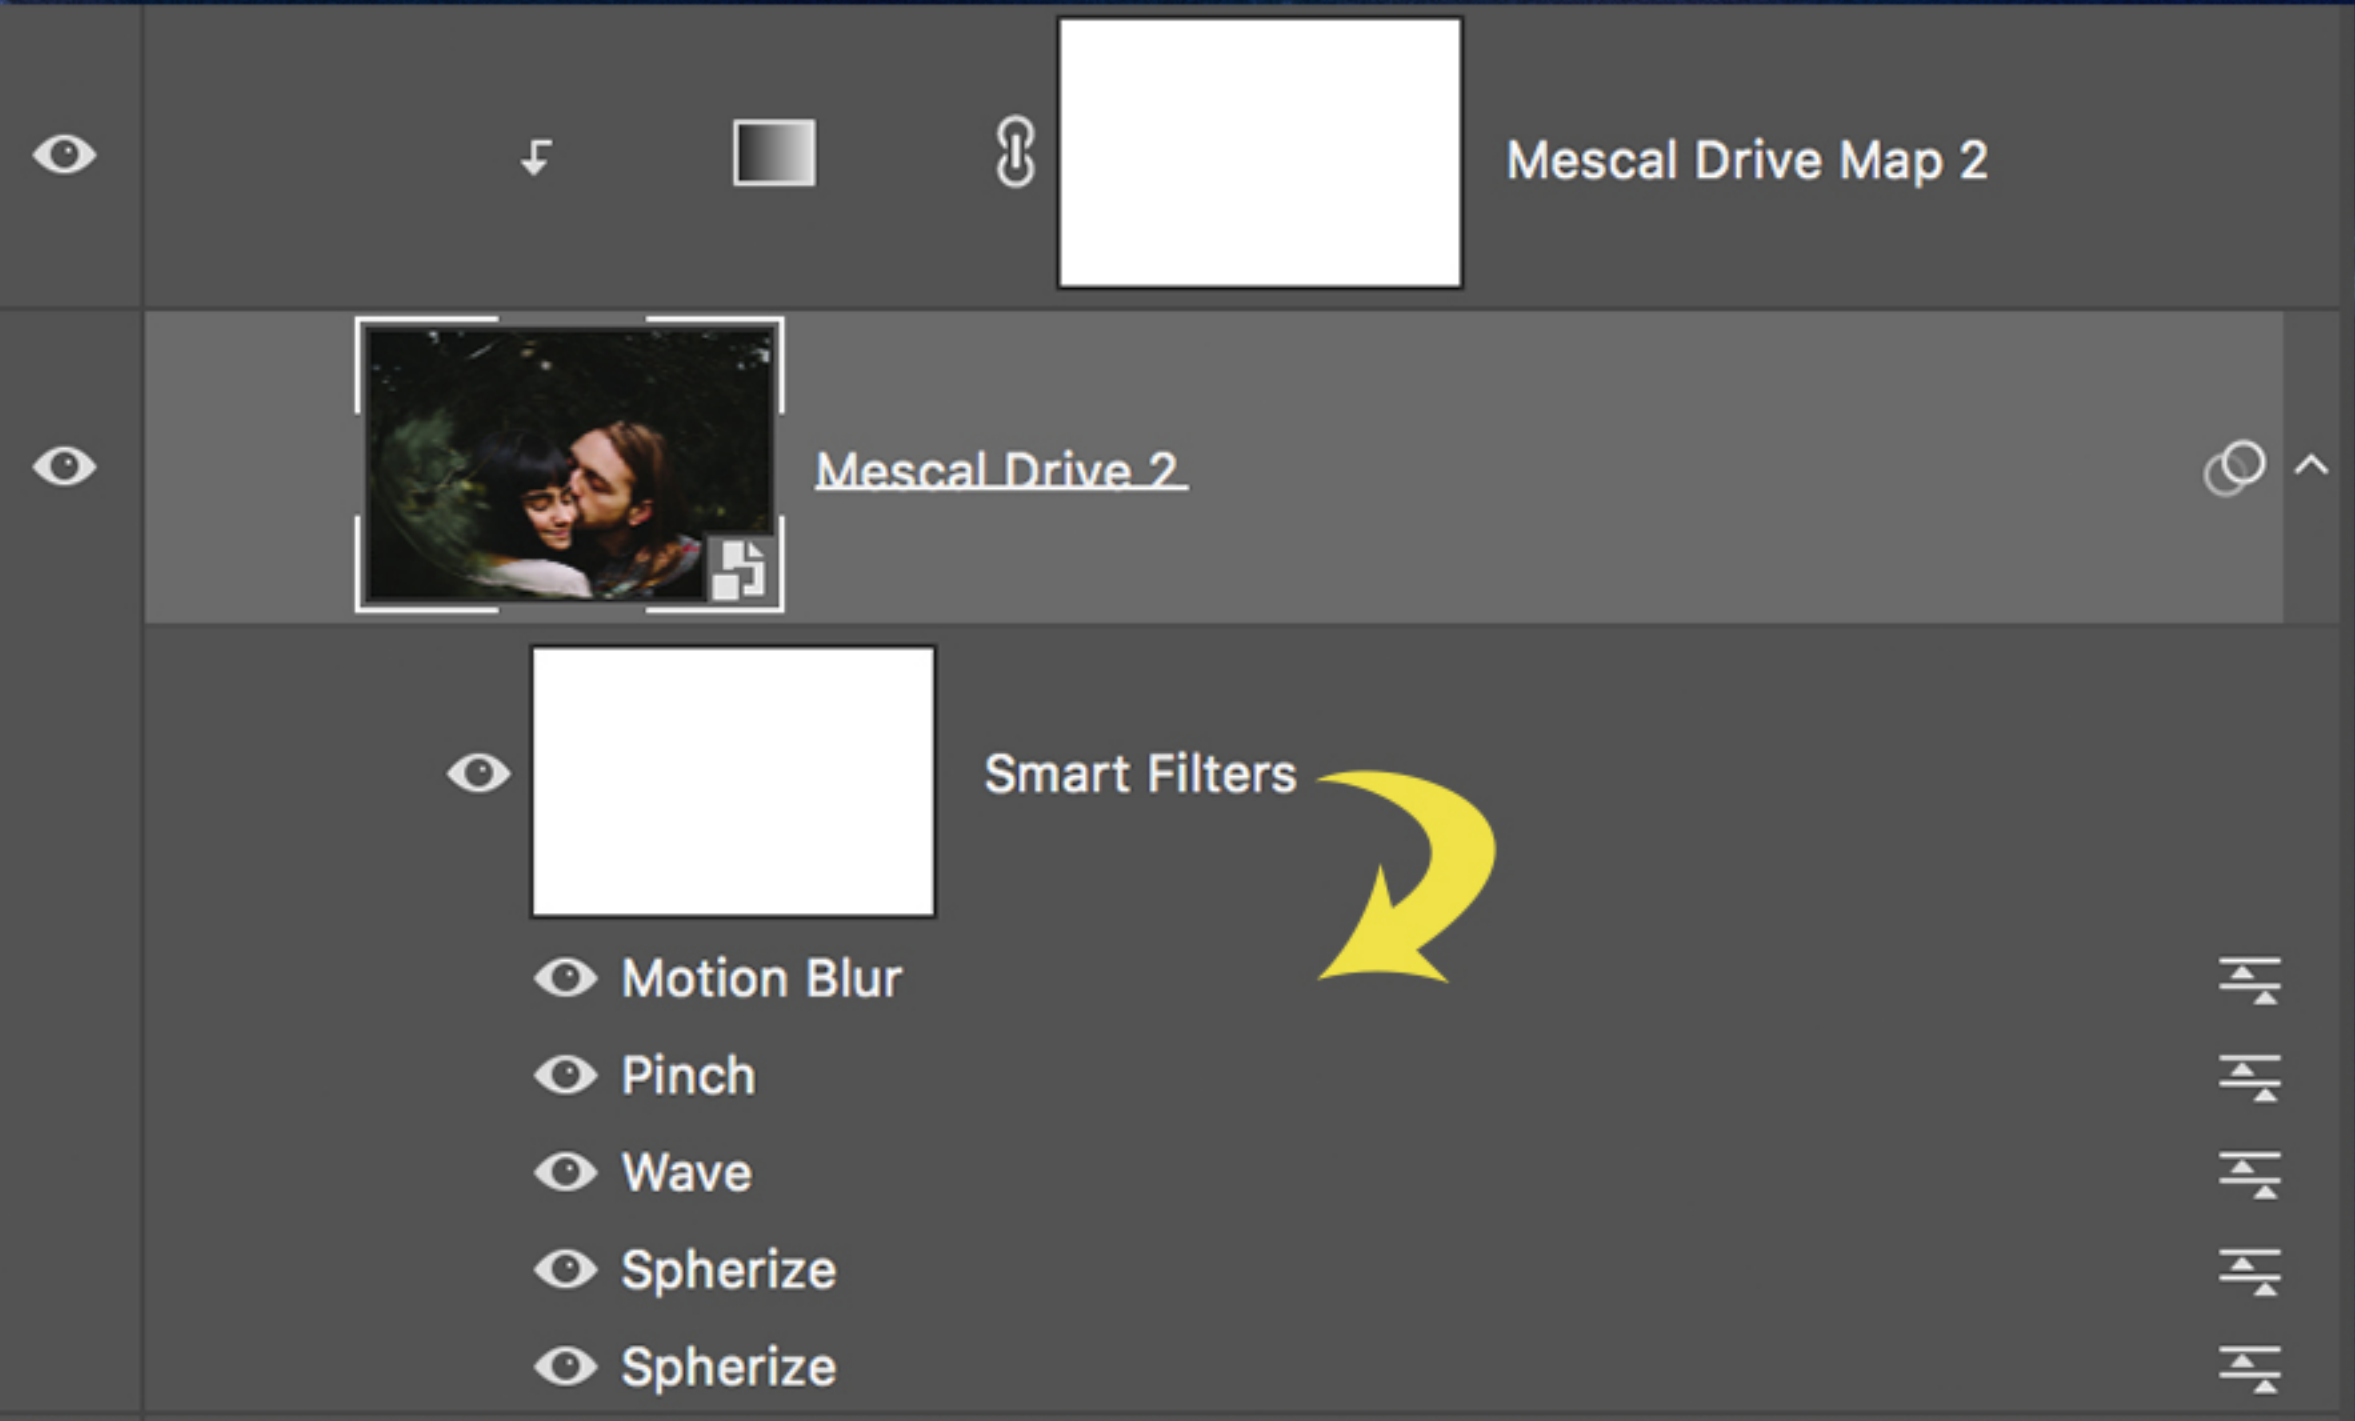 Mescal Drive Map 2
Mescal Drive 2
Smart Filters
Motion Blur
Pinch
Wave
Spherize
Spherize